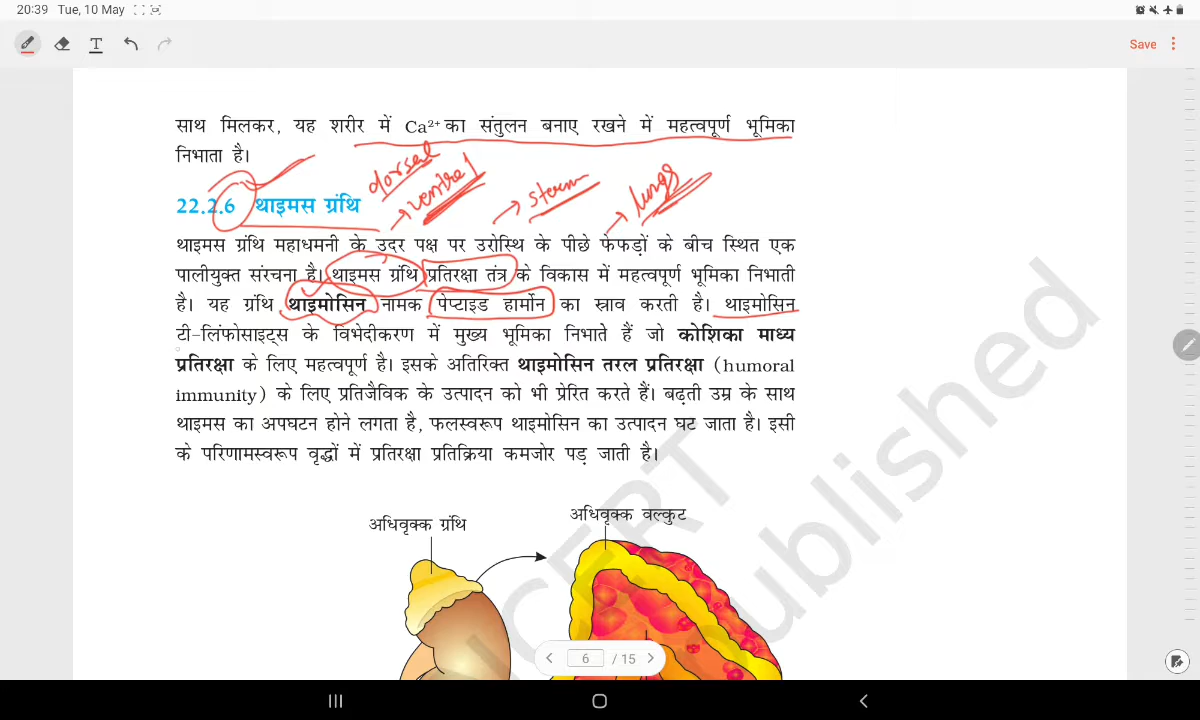 20:39 Tue, 10 May
T
Save
साथ मिलकर, यह शरीर में Ca²⁺ का संतुलन बनाए रखने में महत्वपूर्ण भूमिका
निभाता है।
dorsal
ventral
sternum
lungs
22.2.6 थाइमस ग्रंथि
थाइमस ग्रंथि महाधमनी के उदर पक्ष पर उरोस्थि के पीछे फेफड़ों के बीच स्थित एक
पालीयुक्त संरचना है। थाइमस ग्रंथि प्रतिरक्षा तंत्र के विकास में महत्वपूर्ण भूमिका निभाती
है। यह ग्रंथि थाइमोसिन नामक पेप्टाइड हार्मोन का स्राव करती है। थाइमोसिन
टी-लिंफोसाइट्स के विभेदीकरण में मुख्य भूमिका निभाते हैं जो कोशिका माध्य
प्रतिरक्षा के लिए महत्वपूर्ण है। इसके अतिरिक्त थाइमोसिन तरल प्रतिरक्षा (humoral
immunity) के लिए प्रतिजैविक के उत्पादन को भी प्रेरित करते हैं। बढ़ती उम्र के साथ
थाइमस का अपघटन होने लगता है, फलस्वरूप थाइमोसिन का उत्पादन घट जाता है। इसी
के परिणामस्वरूप वृद्धों में प्रतिरक्षा प्रतिक्रिया कमजोर पड़ जाती है।
अधिवृक्क ग्रंथि
अधिवृक्क वल्कुट
published
6 / 15